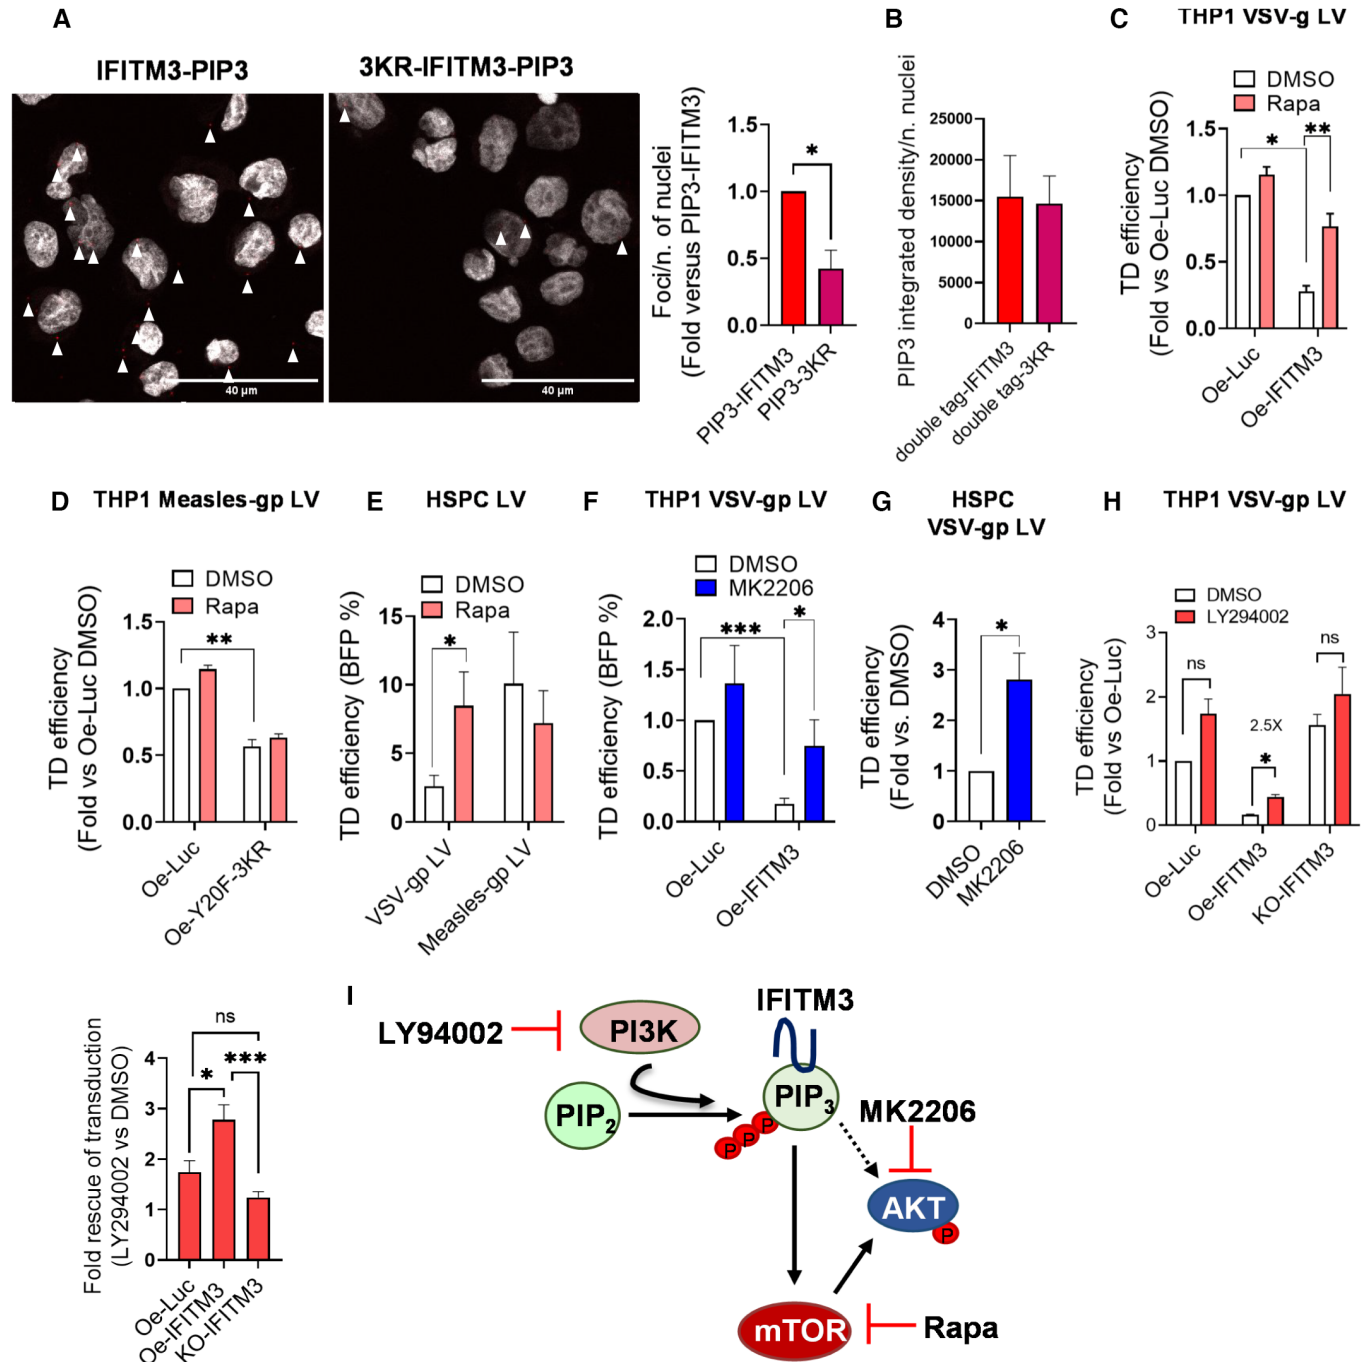 A
IFITM3-PIP3
3KR-IFITM3-PIP3
40 µm
40 µm
Foci/n. of nuclei
(Fold versus PIP3-IFITM3)
1.5
1.0
0.5
0.0
*
PIP3-IFITM3
PIP3-3KR
B
PIP3 integrated density/n. nuclei
25000
20000
15000
10000
5000
0
double tag-IFITM3
double tag-3KR
C
THP1 VSV-g LV
DMSO
Rapa
TD efficiency
(Fold vs Oe-Luc DMSO)
1.5
1.0
0.5
0.0
*
**
Oe-Luc
Oe-IFITM3
D
THP1 Measles-gp LV
DMSO
Rapa
TD efficiency
(Fold vs Oe-Luc DMSO)
1.5
1.0
0.5
0.0
**
Oe-Luc
Oe-Y20F-3KR
E
HSPC LV
DMSO
Rapa
TD efficiency (BFP %)
15
10
5
0
*
VSV-gp LV
Measles-gp LV
F
THP1 VSV-gp LV
DMSO
MK2206
TD efficiency (BFP %)
2.0
1.5
1.0
0.5
0.0
***
*
Oe-Luc
Oe-IFITM3
G
HSPC
VSV-gp LV
TD efficiency
(Fold vs. DMSO)
4
3
2
1
0
*
DMSO
MK2206
H
THP1 VSV-gp LV
DMSO
LY294002
TD efficiency
(Fold vs Oe-Luc)
3
2
1
0
ns
2.5X
*
ns
Oe-Luc
Oe-IFITM3
KO-IFITM3
Fold rescue of transduction
(LY294002 vs DMSO)
4
3
2
1
0
ns
*
***
Oe-Luc
Oe-IFITM3
KO-IFITM3
I
LY94002
PI3K
IFITM3
PIP2
PIP3
P
P
P
MK2206
AKT
P
mTOR
Rapa